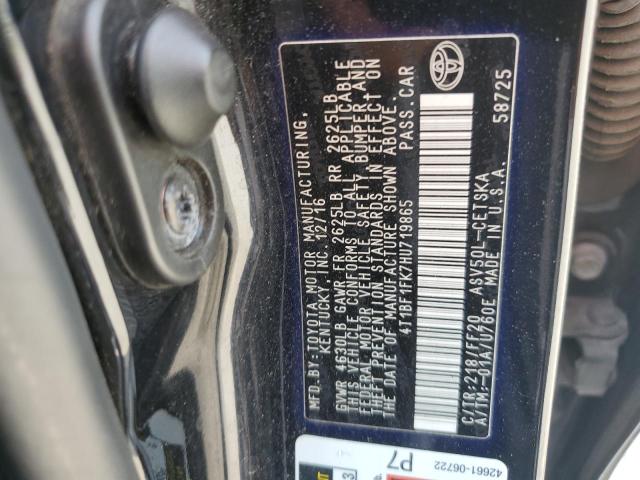 MFD.BY:TOYOTA MOTOR MANUFACTURING,
KENTUCKY,INC. 12/16
GVWR 4630LB GAWR FR 2625LB RR 2625LB
THIS VEHICLE CONFORMS TO ALL APPLICABLE
FEDERAL MOTOR VEHICLE SAFETY, BUMPER, AND
THEFT PREVENTION STANDARDS IN EFFECT ON
THE DATE OF MANUFACTURE SHOWN ABOVE.
4T1BF1FK7HU719865 PASS.CAR
C/TR:218/FF20 ASV50L-CETSKA
A/TM:-01A/U760E MADE IN U.S.A. 58725
P7
42661-06722